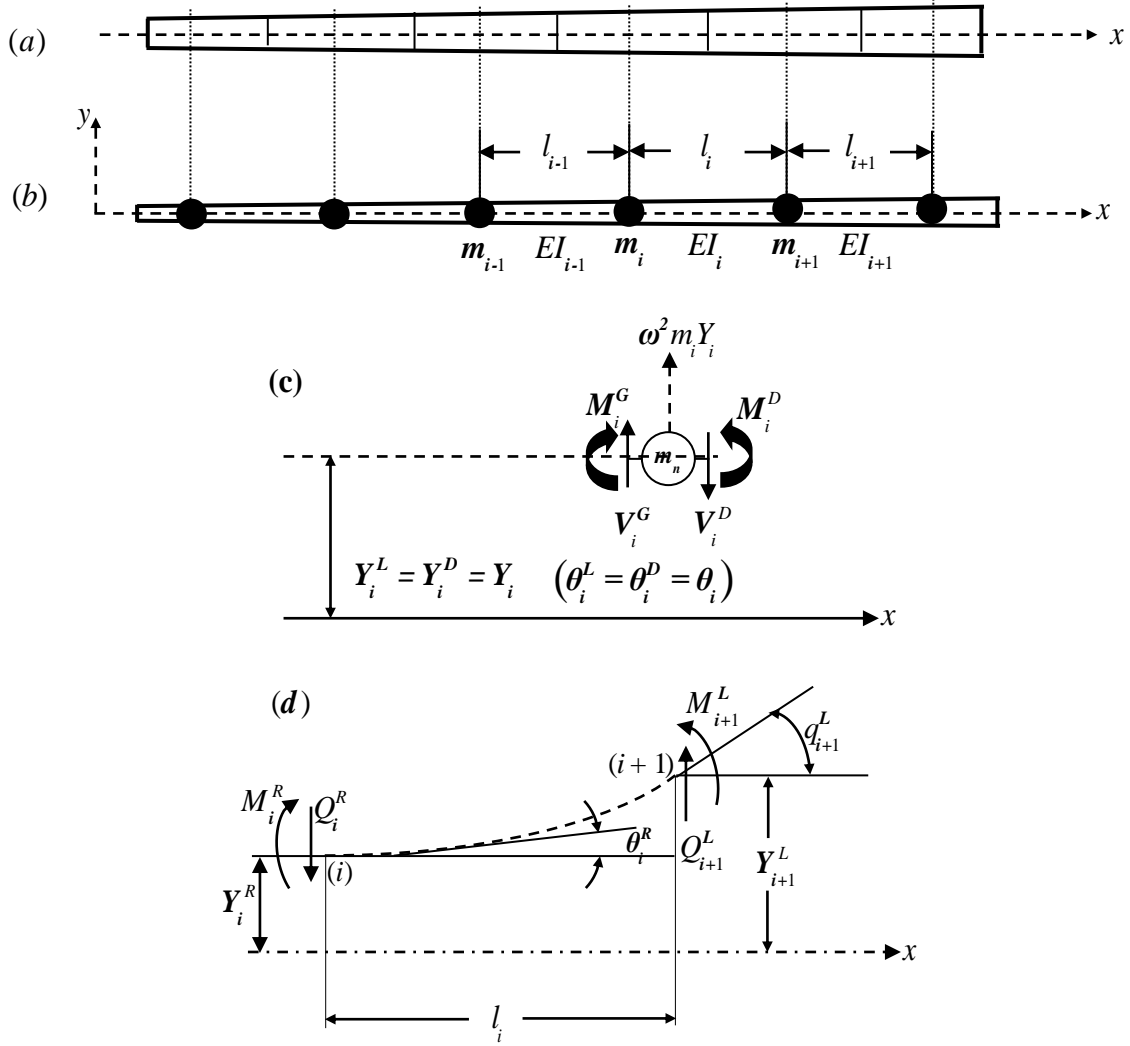 (a) x
y
l_{i-1} l_i l_{i+1}
(b) x
m_{i-1} EI_{i-1} m_i EI_i m_{i+1} EI_{i+1}
ω²m_iY_i
(c)
M_i^G M_i^D
m_n
V_i^G V_i^D
Y_i^L = Y_i^D = Y_i (θ_i^L = θ_i^D = θ_i)
x
(d)
M_{i+1}^L
q_{i+1}^L
(i + 1)
M_i^R Q_i^R
θ_i^R Q_{i+1}^L Y_{i+1}^L
(i)
Y_i^R
x
l_i